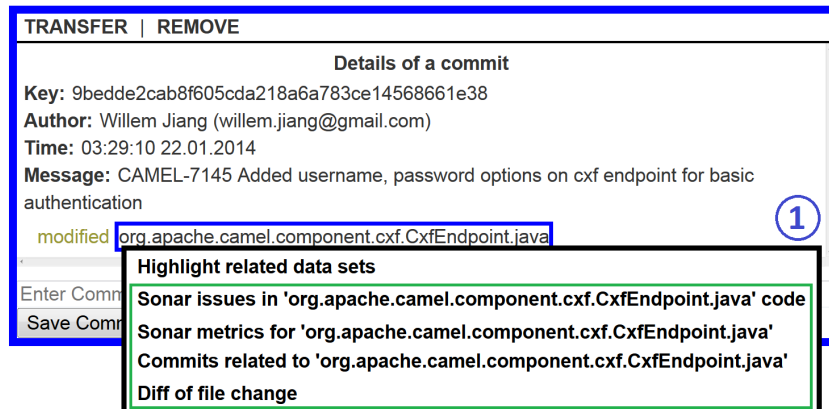 TRANSFER | REMOVE
Details of a commit
Key: 9bedde2cab8f605cda218a6a783ce14568661e38
Author: Willem Jiang (willem.jiang@gmail.com)
Time: 03:29:10 22.01.2014
Message: CAMEL-7145 Added username, password options on cxf endpoint for basic
authentication
1
modified org.apache.camel.component.cxf.CxfEndpoint.java
Highlight related data sets
Enter Comm
Sonar issues in 'org.apache.camel.component.cxf.CxfEndpoint.java' code
Save Comm
Sonar metrics for 'org.apache.camel.component.cxf.CxfEndpoint.java'
Commits related to 'org.apache.camel.component.cxf.CxfEndpoint.java'
Diff of file change